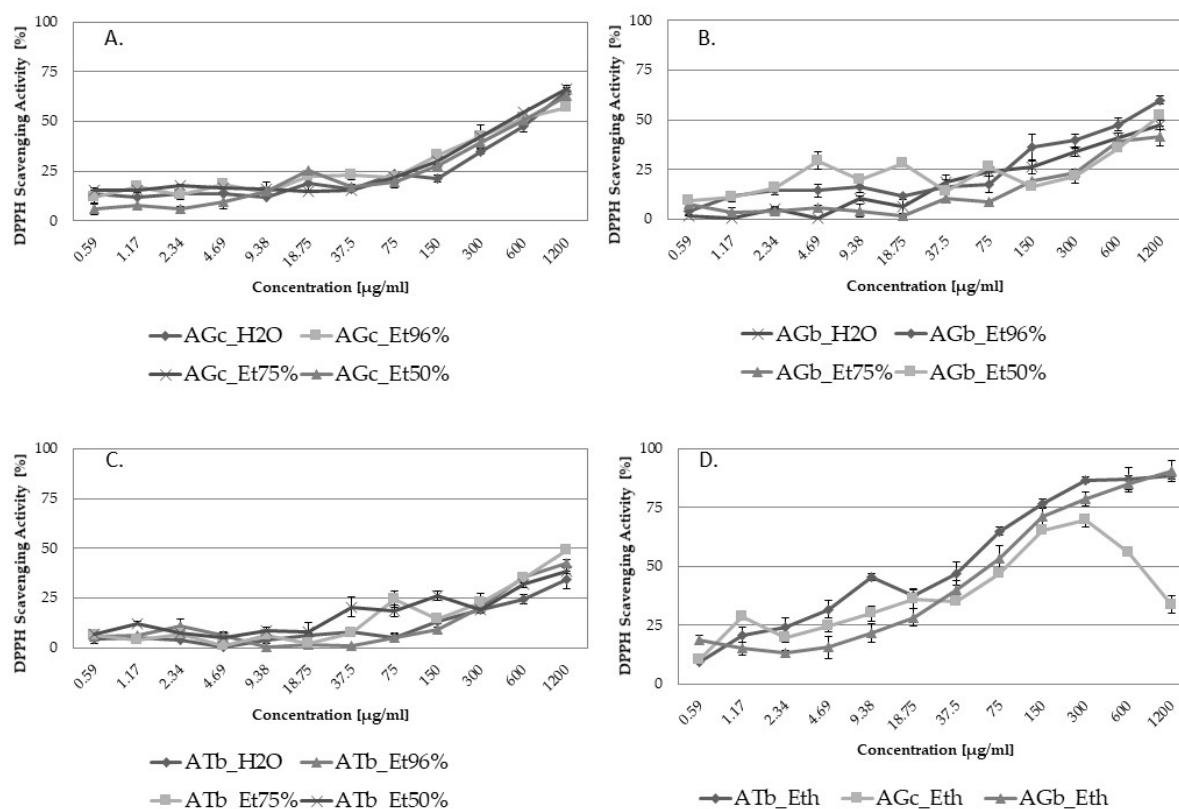 A.
DPPH Scavenging Activity [%]
100
75
50
25
0
0.59 1.17 2.34 4.69 9.38 18.75 37.5 75 150 300 600 1200
Concentration [µg/ml]
AGc_H2O AGc_Et96%
AGc_Et75% AGc_Et50%
B.
DPPH Scavenging Activity [%]
100
75
50
25
0
0.59 1.17 2.34 4.69 9.38 18.75 37.5 75 150 300 600 1200
Concentration [µg/ml]
AGb_H2O AGb_Et96%
AGb_Et75% AGb_Et50%
C.
DPPH Scavenging Activity [%]
100
75
50
25
0
0.59 1.17 2.34 4.69 9.38 18.75 37.5 75 150 300 600 1200
Concentration [µg/ml]
ATb_H2O ATb_Et96%
ATb_Et75% ATb_Et50%
D.
DPPH Scavenging Activity [%]
100
75
50
25
0
0.59 1.17 2.34 4.69 9.38 18.75 37.5 75 150 300 600 1200
Concentration [µg/ml]
ATb_Eth AGc_Eth AGb_Eth